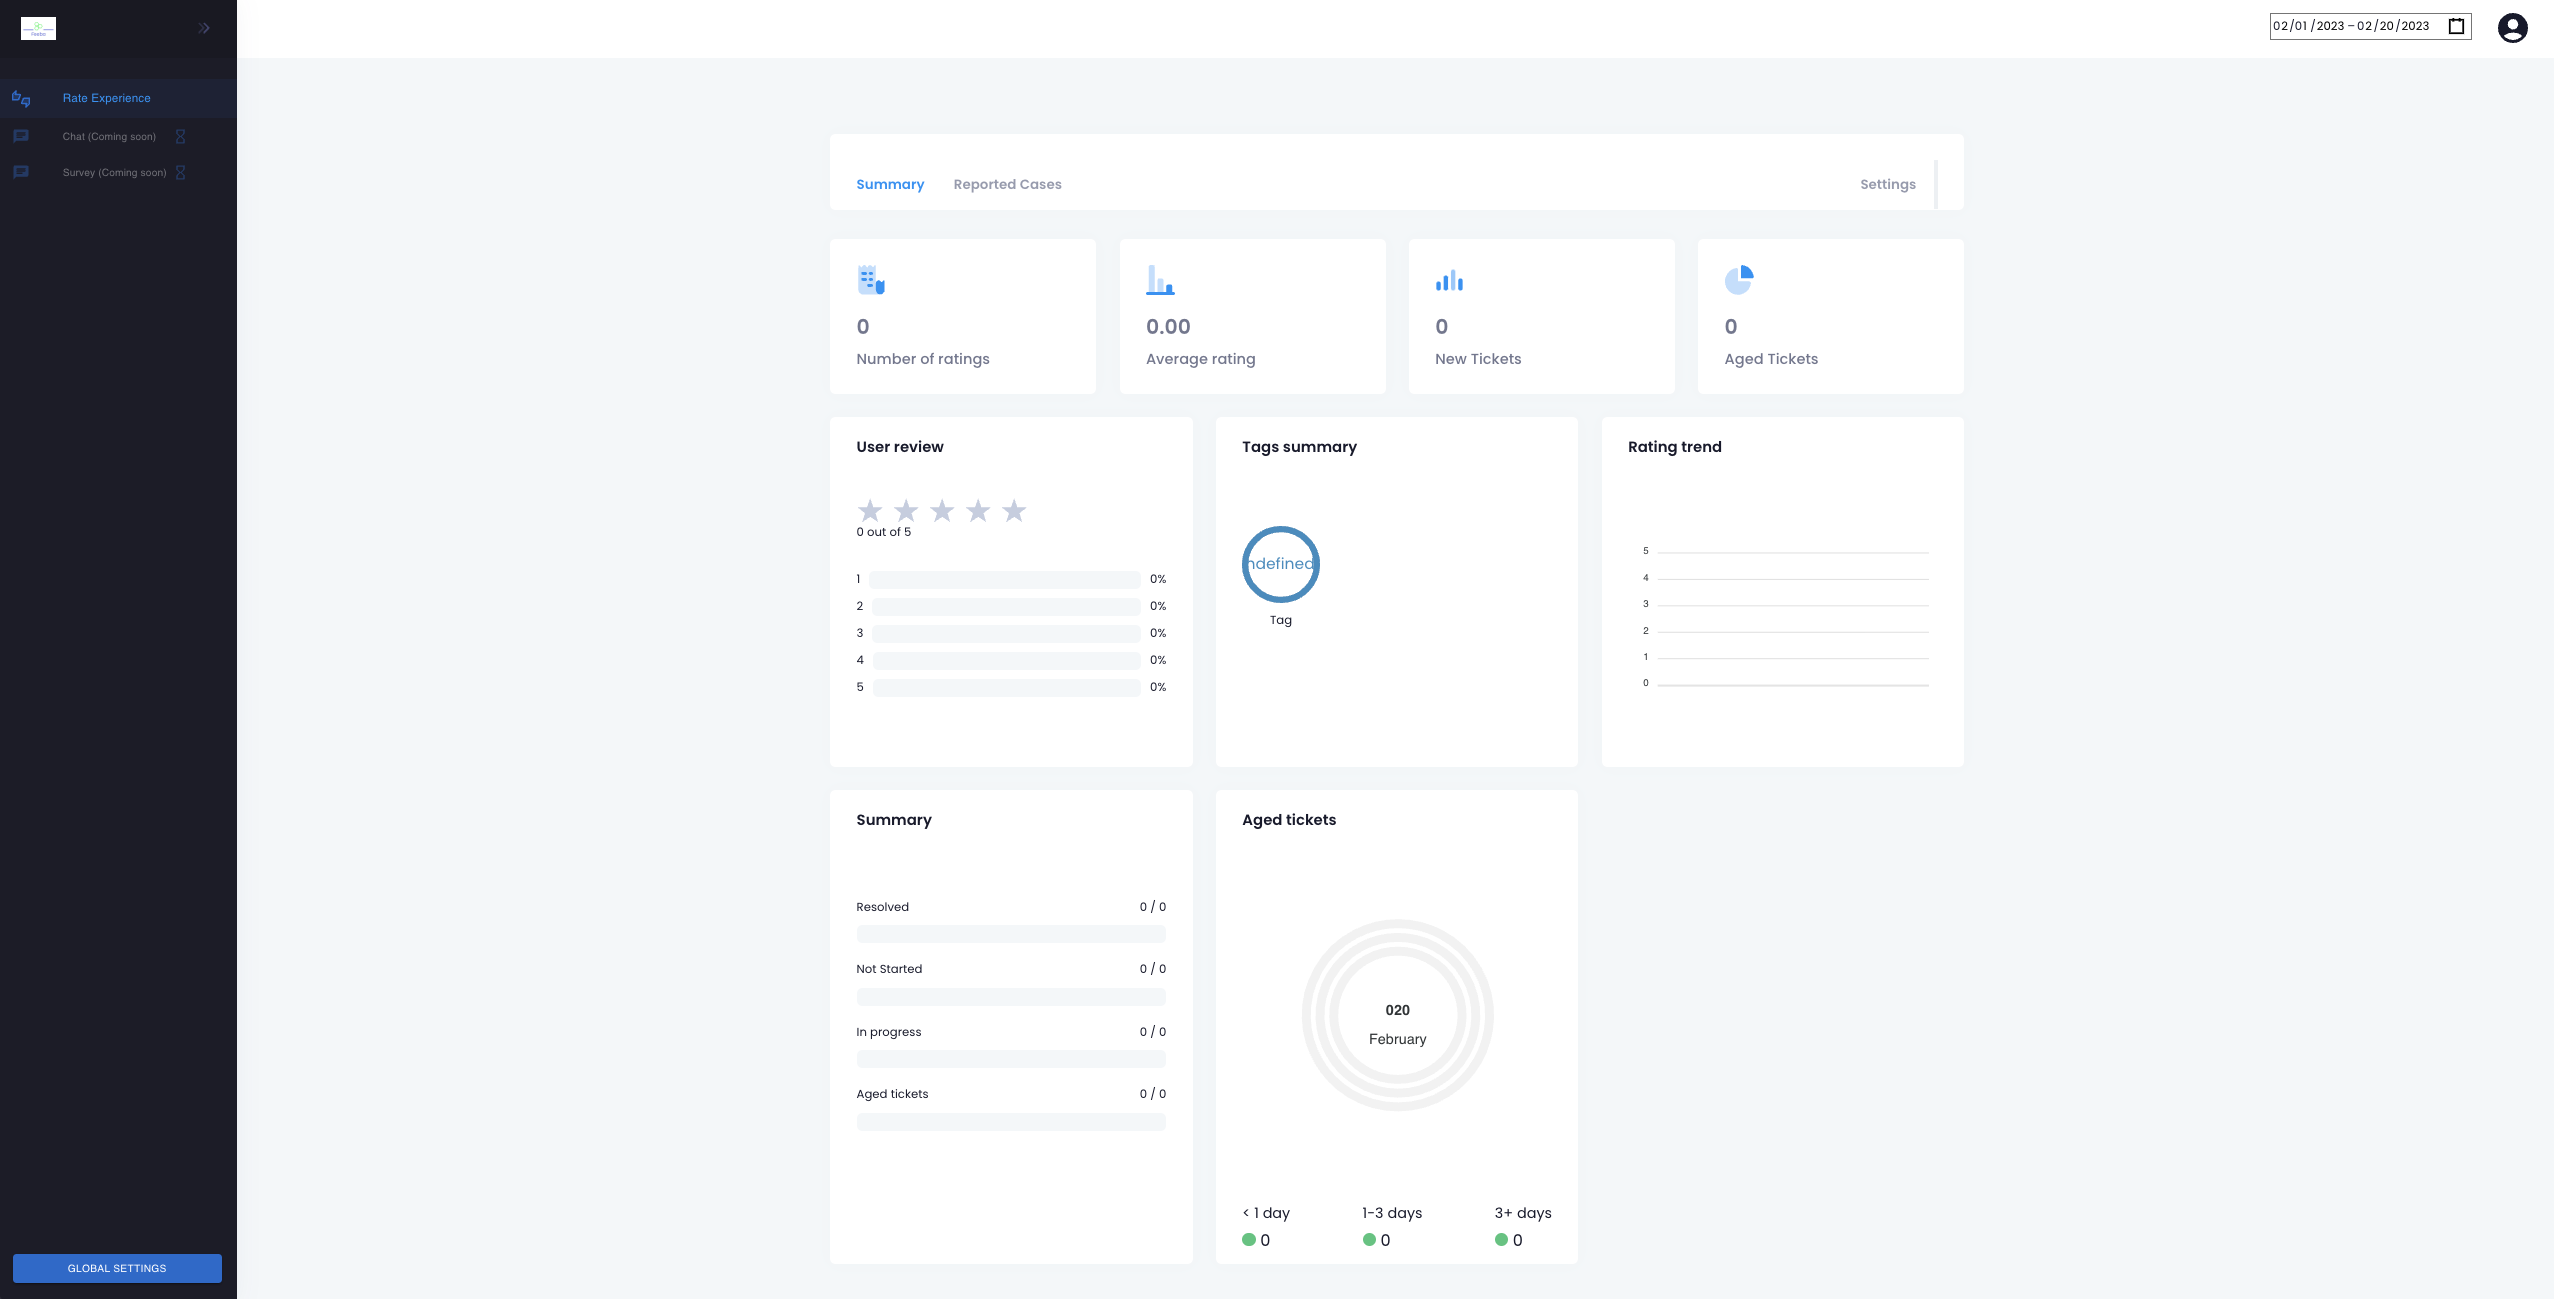 02/01 /2023 – 02/20/2023
Rate Experience
Chat (Coming soon)
Survey (Coming soon)
Summary
Reported Cases
Settings
0
Number of ratings
0.00
Average rating
0
New Tickets
0
Aged Tickets
User review
0 out of 5
1 0%
2 0%
3 0%
4 0%
5 0%
Tags summary
ndefined
Tag
Rating trend
5
4
3
2
1
0
Summary
Resolved 0 / 0
Not Started 0 / 0
In progress 0 / 0
Aged tickets 0 / 0
Aged tickets
020
February
< 1 day 1-3 days 3+ days
0 0 0
GLOBAL SETTINGS